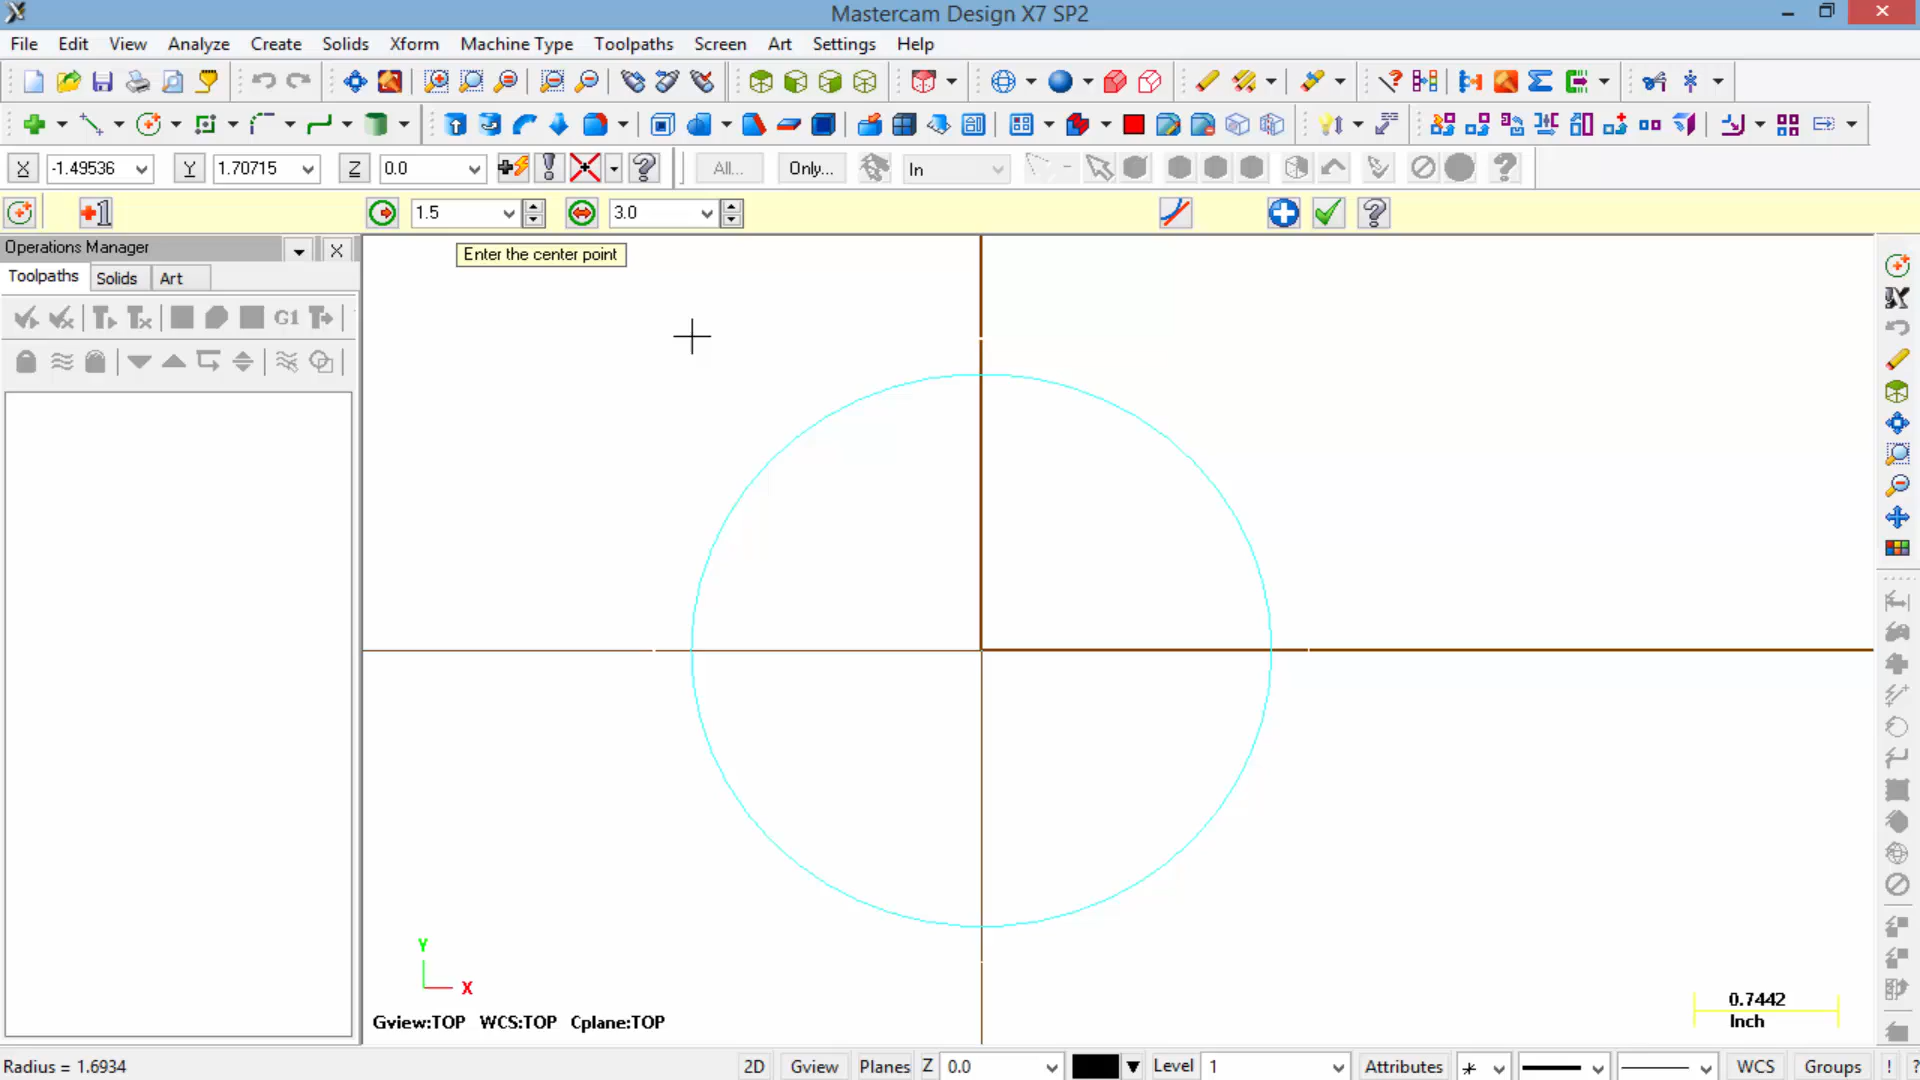 Mastercam Design X7 SP2
File Edit View Analyze Create Solids Xform Machine Type Toolpaths Screen Art Settings Help
X -1.49536 Y 1.70715 Z 0.0 All... Only... In
+1 1.5 3.0
Operations Manager
Enter the center point
Toolpaths Solids Art
G1
Y
X
Gview:TOP WCS:TOP Cplane:TOP
0.7442
Inch
Radius = 1.6934 2D Gview Planes Z 0.0 Level 1 Attributes WCS Groups ! ?